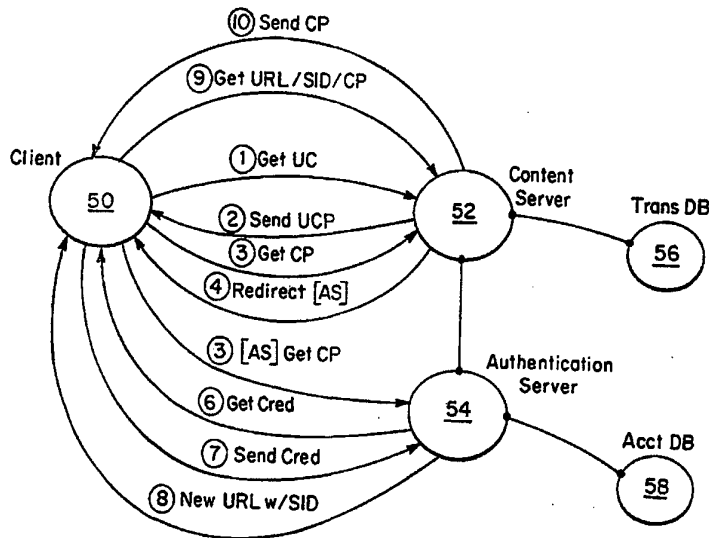 ⑩ Send CP
⑨ Get URL/SID/CP
Client
① Get UC
Content
Server
50
52
Trans DB
② Send UCP
③ Get CP
56
④ Redirect [AS]
③ [AS] Get CP
Authentication
Server
⑥ Get Cred
54
⑦ Send Cred
Acct DB
⑧ New URL w/SID
58